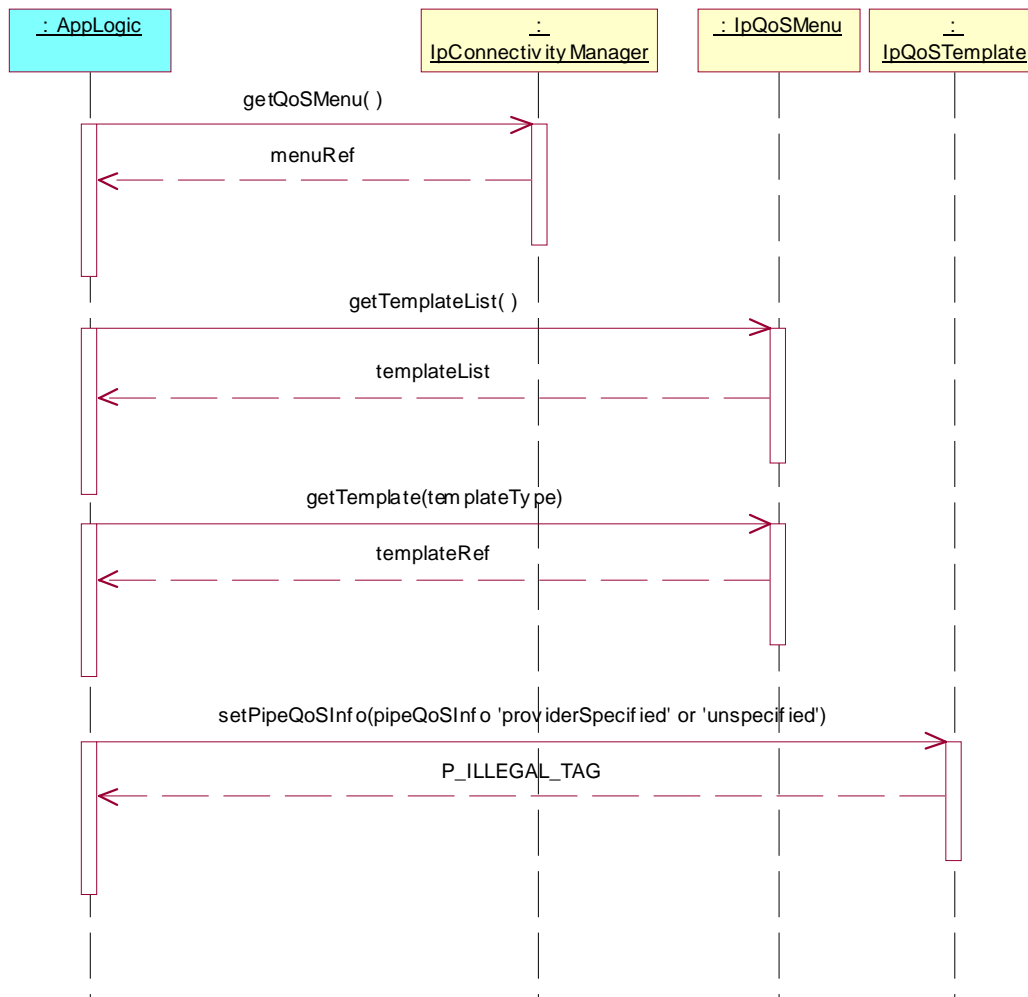 : AppLogic
:
IpConnectivityManager
: IpQoSMenu
:
IpQoSTemplate
getQoSMenu( )
menuRef
getTemplateList( )
templateList
getTemplate(templateType)
templateRef
setPipeQoSInfo(pipeQoSInfo 'providerSpecified' or 'unspecified')
P_ILLEGAL_TAG